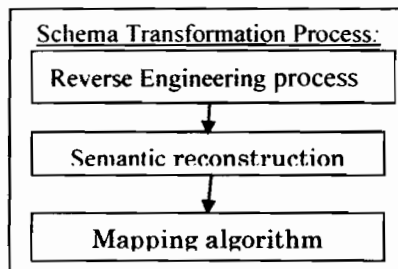 Schema Transformation Process:
Reverse Engineering process
Semantic reconstruction
Mapping algorithm